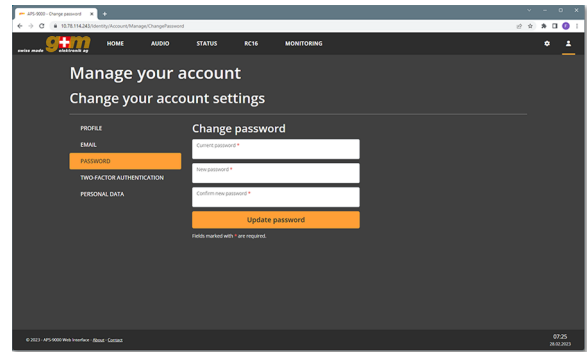 APS-9000 - Change password
10.78.114.243/Identity/Account/Manage/ChangePassword
swiss made g+m elektronik ag
HOME AUDIO STATUS RC16 MONITORING
Manage your account
Change your account settings
PROFILE
EMAIL
PASSWORD
TWO-FACTOR AUTHENTICATION
PERSONAL DATA
Change password
Current password *
New password *
Confirm new password *
Update password
Fields marked with * are required.
© 2023 - APS-9000 Web Interface - About - Contact
07:25
28.02.2023